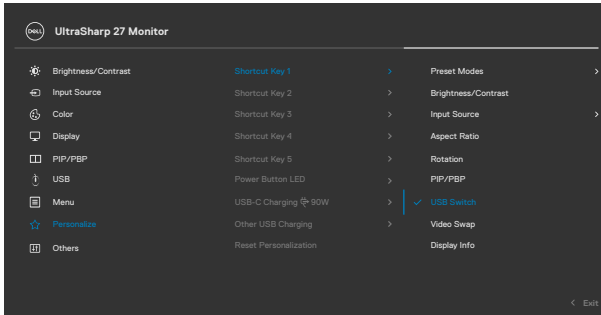 DELL UltraSharp 27 Monitor
Brightness/Contrast
Input Source
Color
Display
PIP/PBP
USB
Menu
Personalize
Others
Shortcut Key 1
Shortcut Key 2
Shortcut Key 3
Shortcut Key 4
Shortcut Key 5
Power Button LED
USB-C Charging 90W
Other USB Charging
Reset Personalization
Preset Modes
Brightness/Contrast
Input Source
Aspect Ratio
Rotation
PIP/PBP
USB Switch
Video Swap
Display Info
Exit